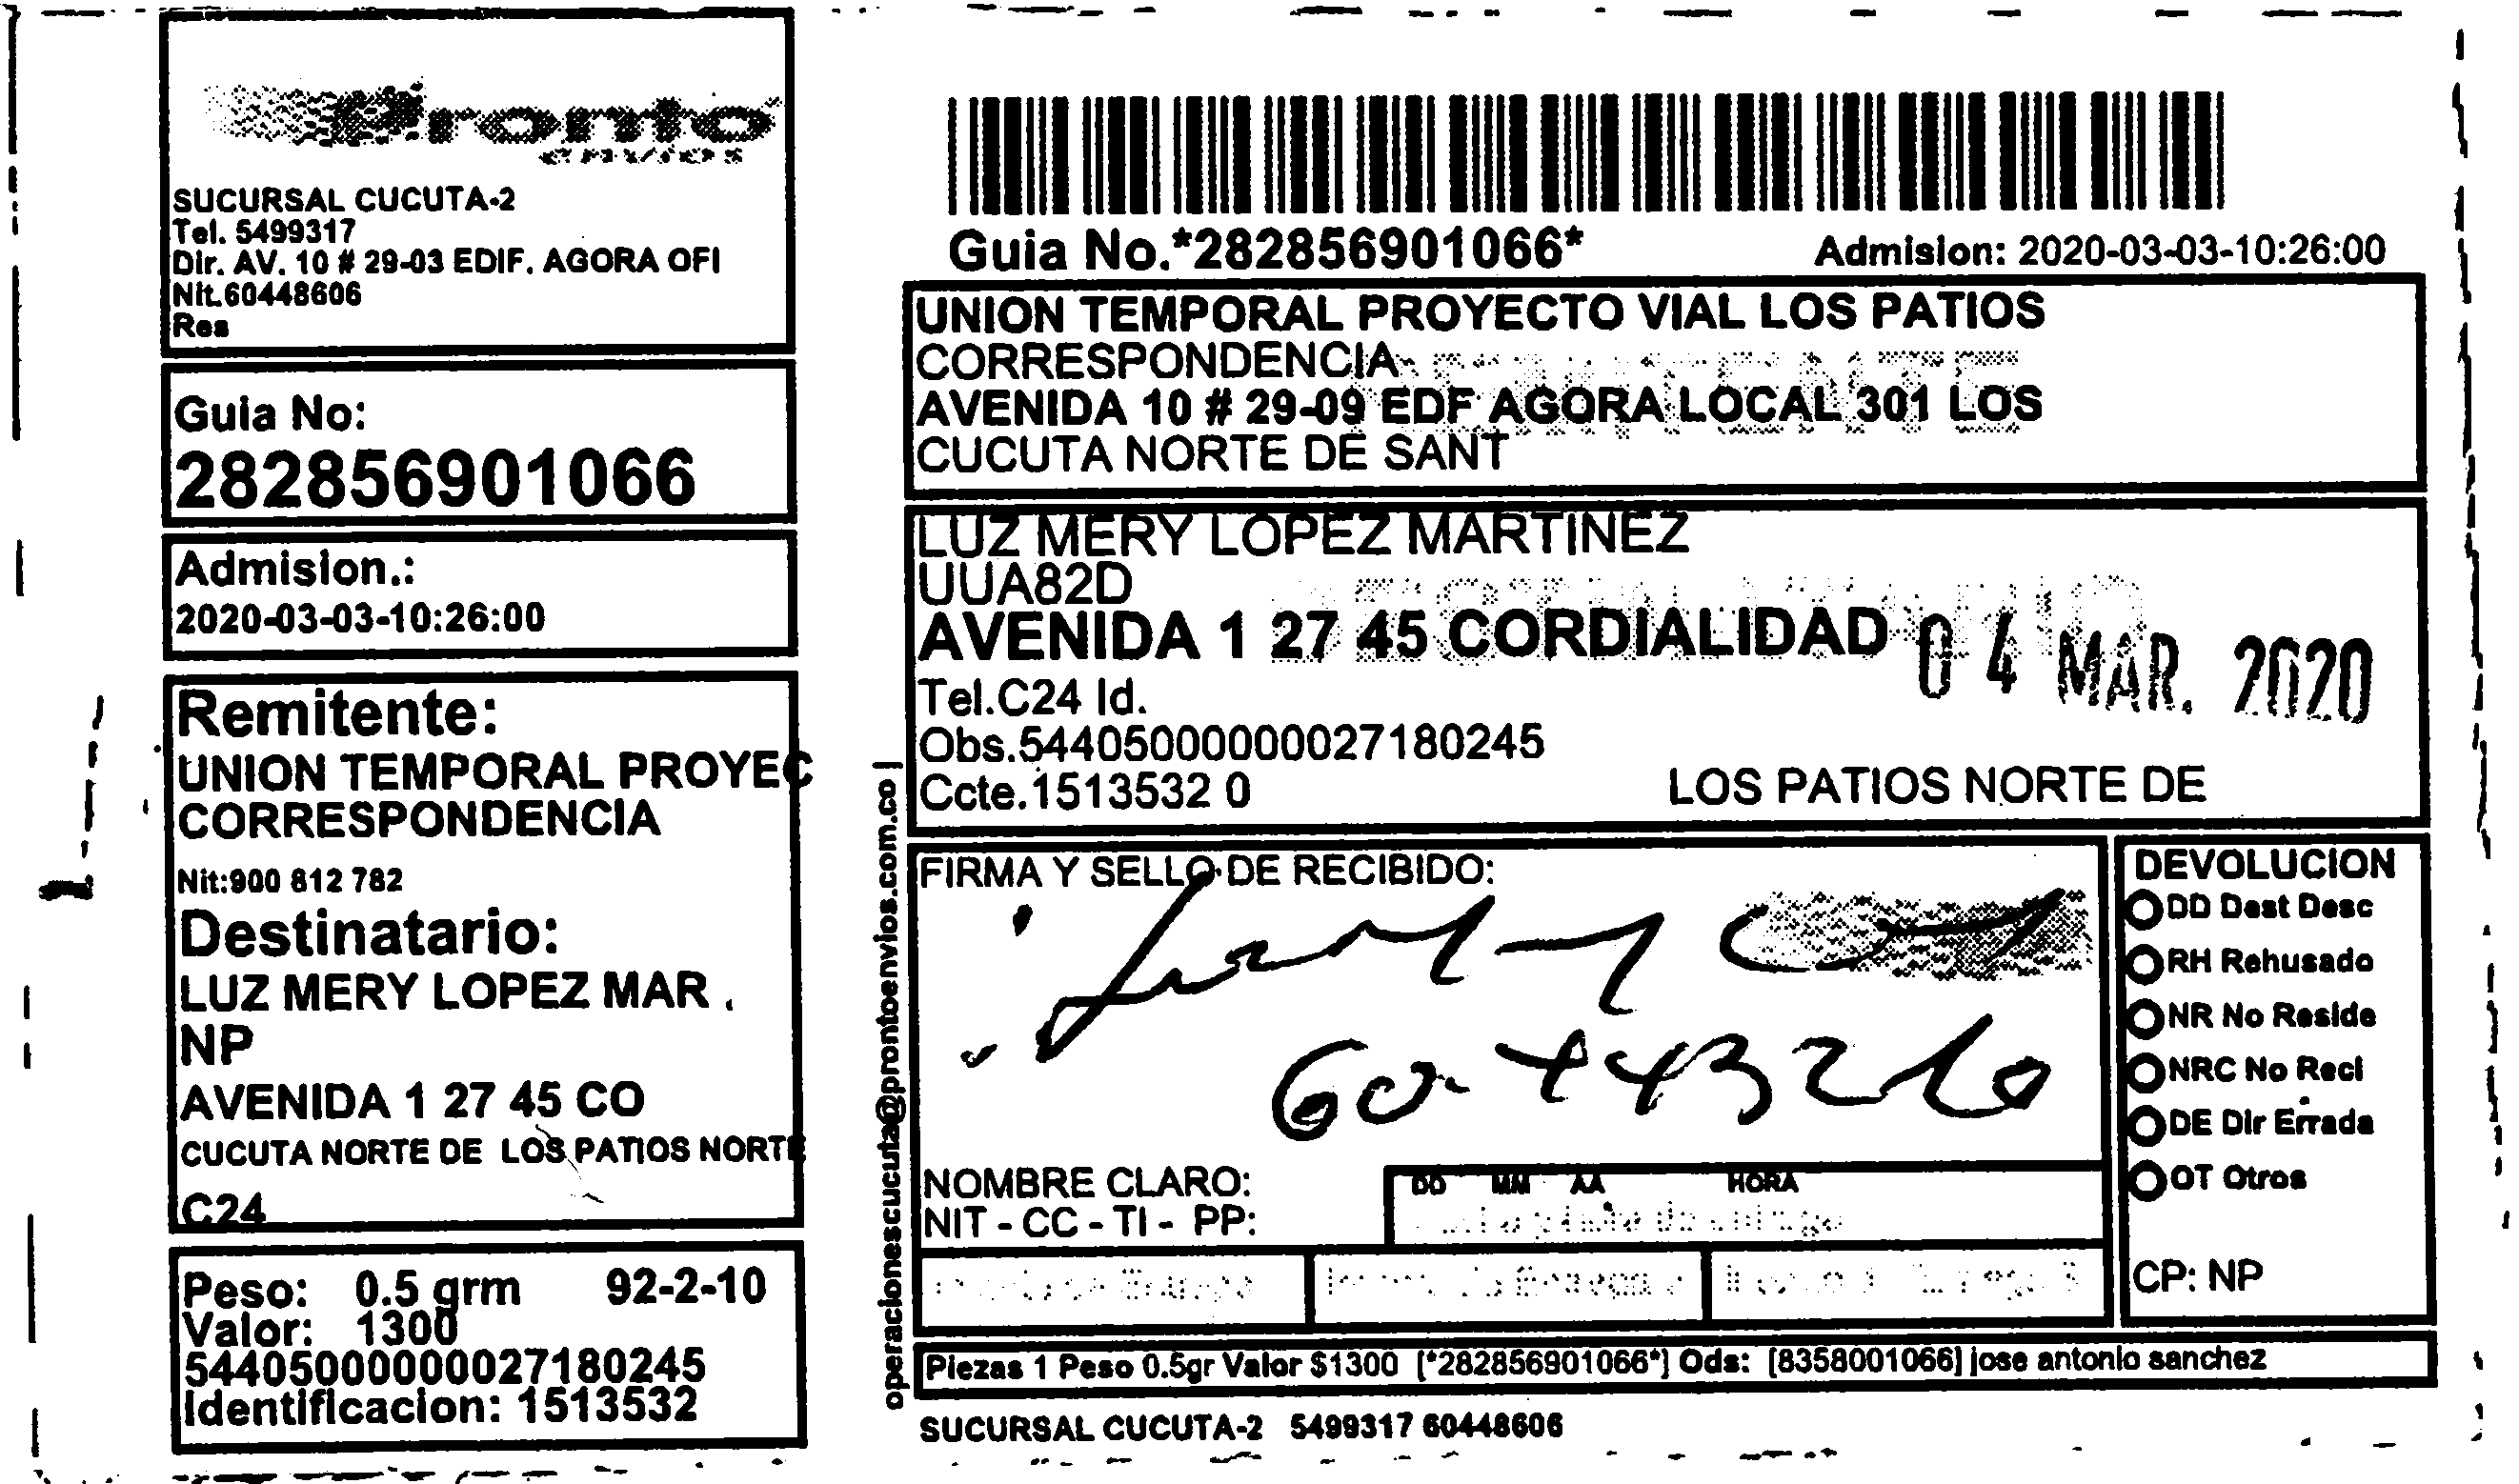 Pronto
envios
SUCURSAL CUCUTA-2
Tel. 5499317
Dir. AV. 10 # 29-03 EDIF. AGORA OFI
Nit.60448606
Res
Guia No:
282856901066
Admision.:
2020-03-03-10:26:00
Remitente:
UNION TEMPORAL PROYEC
CORRESPONDENCIA
Nit:900 812 782
Destinatario:
LUZ MERY LOPEZ MAR .
NP
AVENIDA 1 27 45 CO
CUCUTA NORTE DE LOS PATIOS NORTE
C24
Peso: 0.5 grm 92-2-10
Valor: 1300
544050000000027180245
Identificacion: 1513532
operacionescucuta@prontoenvios.com.co |
Guia No.*282856901066* Admision: 2020-03-03-10:26:00
UNION TEMPORAL PROYECTO VIAL LOS PATIOS
CORRESPONDENCIA
REMITENTE
AVENIDA 10 # 29-09 EDF AGORA LOCAL 301 LOS
CUCUTA NORTE DE SANT
LUZ MERY LOPEZ MARTINEZ
UUA82D
DESTINATARIO
AVENIDA 1 27 45 CORDIALIDAD
04 MAR. 2020
Tel.C24 Id.
Obs.544050000000027180245
Ccte.1513532 0 LOS PATIOS NORTE DE
FIRMA Y SELLO DE RECIBIDO:
NOMBRE CLARO:
NIT - CC - TI - PP:
DD MM AA HORA
DEVOLUCION
DD Dest Desc
RH Rehusado
NR No Reside
NRC No Recl
DE Dir Errada
OT Otros
CP: NP
Piezas 1 Peso 0.5gr Valor $1300 [*282856901066*] Ods: [8358001066] jose antonio sanchez
SUCURSAL CUCUTA-2 5499317 60448606